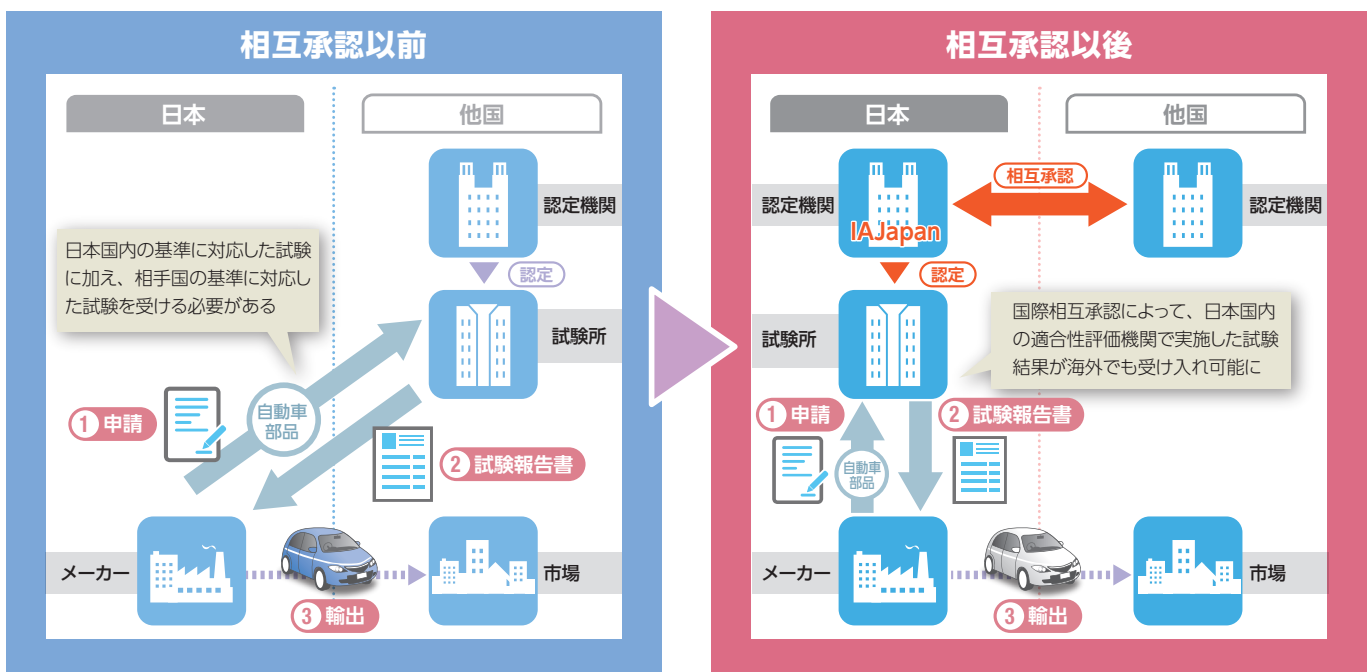 相互承認以前
日本
他国
認定機関
認定
日本国内の基準に対応した試験
に加え、相手国の基準に対応し
た試験を受ける必要がある
試験所
1 申請
自動車
部品
2 試験報告書
メーカー
市場
3 輸出
相互承認以後
日本
他国
認定機関
IAJapan
相互承認
認定機関
認定
試験所
国際相互承認によって、日本国内
の適合性評価機関で実施した試験
結果が海外でも受け入れ可能に
1 申請
自動車
部品
2 試験報告書
メーカー
市場
3 輸出